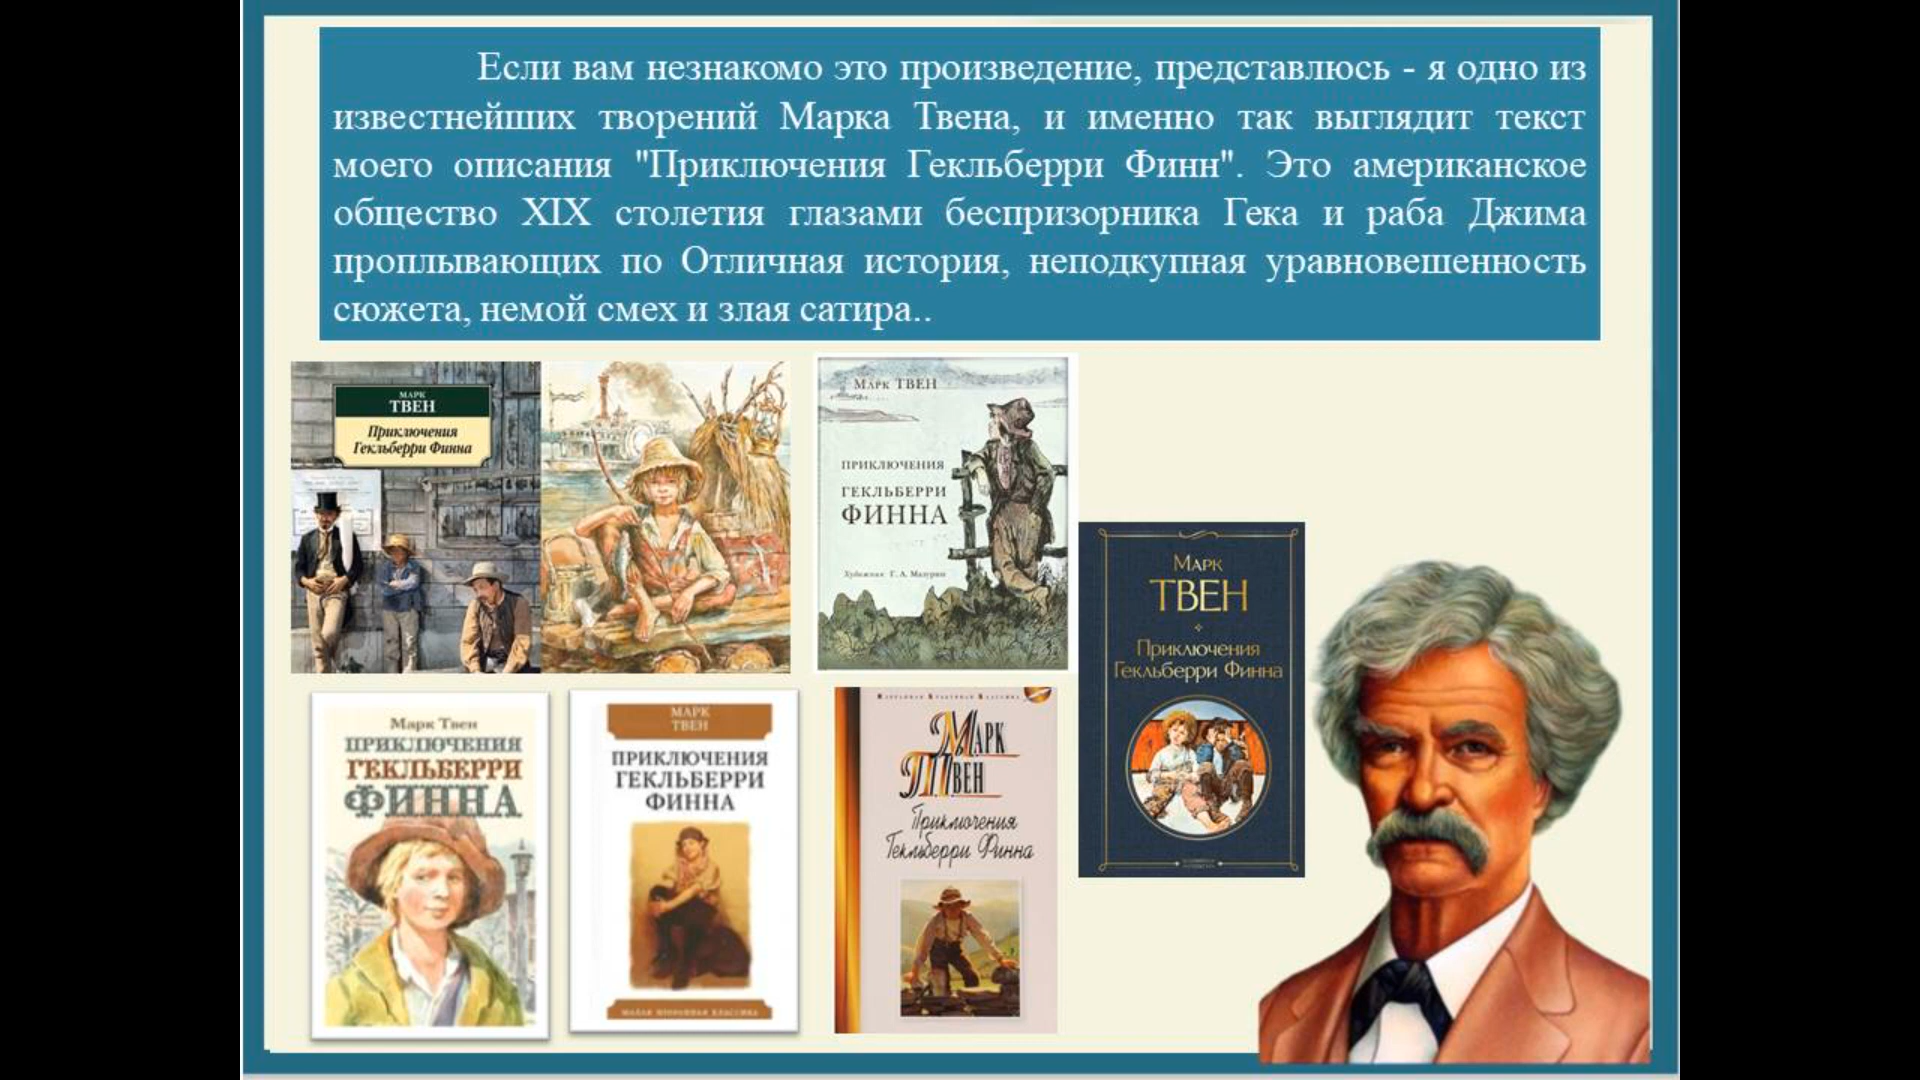 Если вам незнакомо это произведение, представлюсь - я одно из
известнейших творений Марка Твена, и именно так выглядит текст
моего описания "Приключения Гекльберри Финн". Это американское
общество XIX столетия глазами беспризорника Гека и раба Джима
проплывающих по Отличная история, неподкупная уравновешенность
сюжета, немой смех и злая сатира..
МАРК
ТВЕН
Приключения
Гекльберри Финна
МАРК ТВЕН
ПРИКЛЮЧЕНИЯ
ГЕКЛЬБЕРРИ
ФИННА
Художник Г. А. Мазурин
МАРК
ТВЕН
Приключения
Гекльберри Финна
Марк Твен
ПРИКЛЮЧЕНИЯ
ГЕКЛЬБЕРРИ
ФИННА
МАРК
ТВЕН
ПРИКЛЮЧЕНИЯ
ГЕКЛЬБЕРРИ
ФИННА
МАРК
ТВЕН
Приключения
Гекльберри Финна